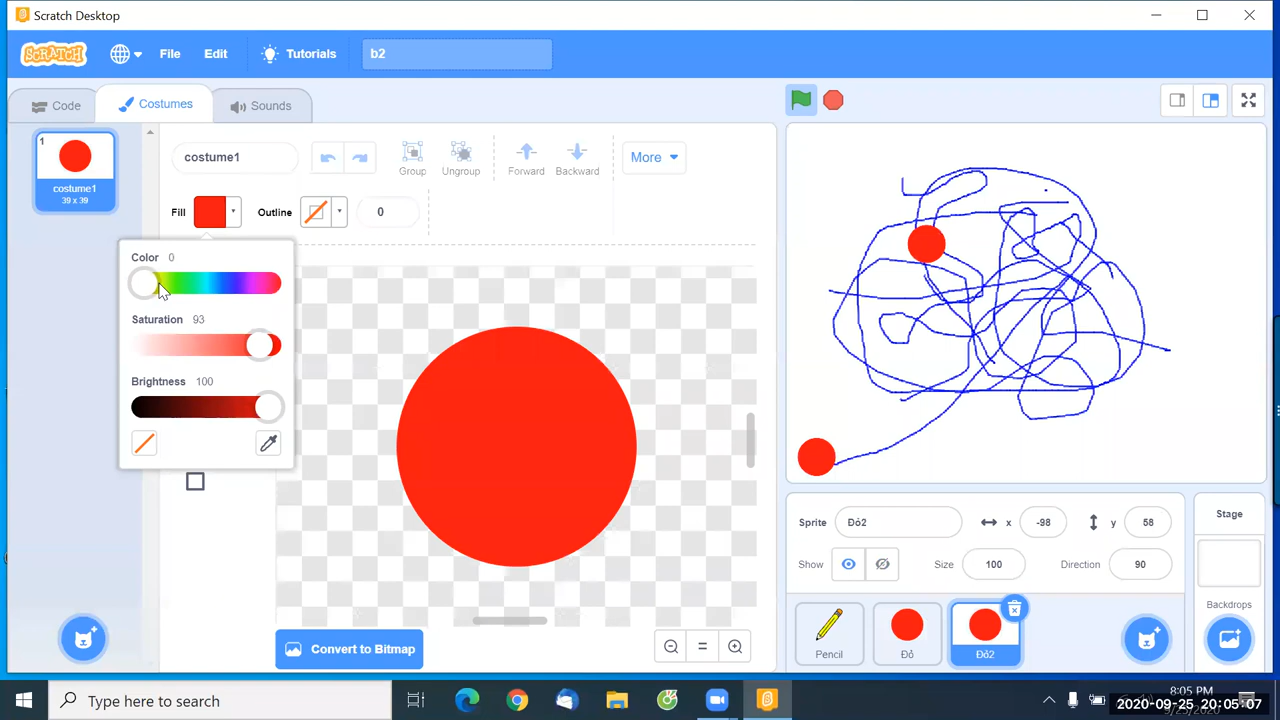 Scratch Desktop
SCRATCH File Edit Tutorials b2
Code Costumes Sounds
1
costume1
39 x 39
costume1
Group Ungroup Forward Backward More
Fill Outline 0
Color 0
Saturation 93
Brightness 100
Convert to Bitmap
Sprite Đỏ2 x -98 y 58
Show Size 100 Direction 90
Stage
Backdrops
Pencil Đỏ Đỏ2
Type here to search
8:05 PM
2020-09-25 20:05:07